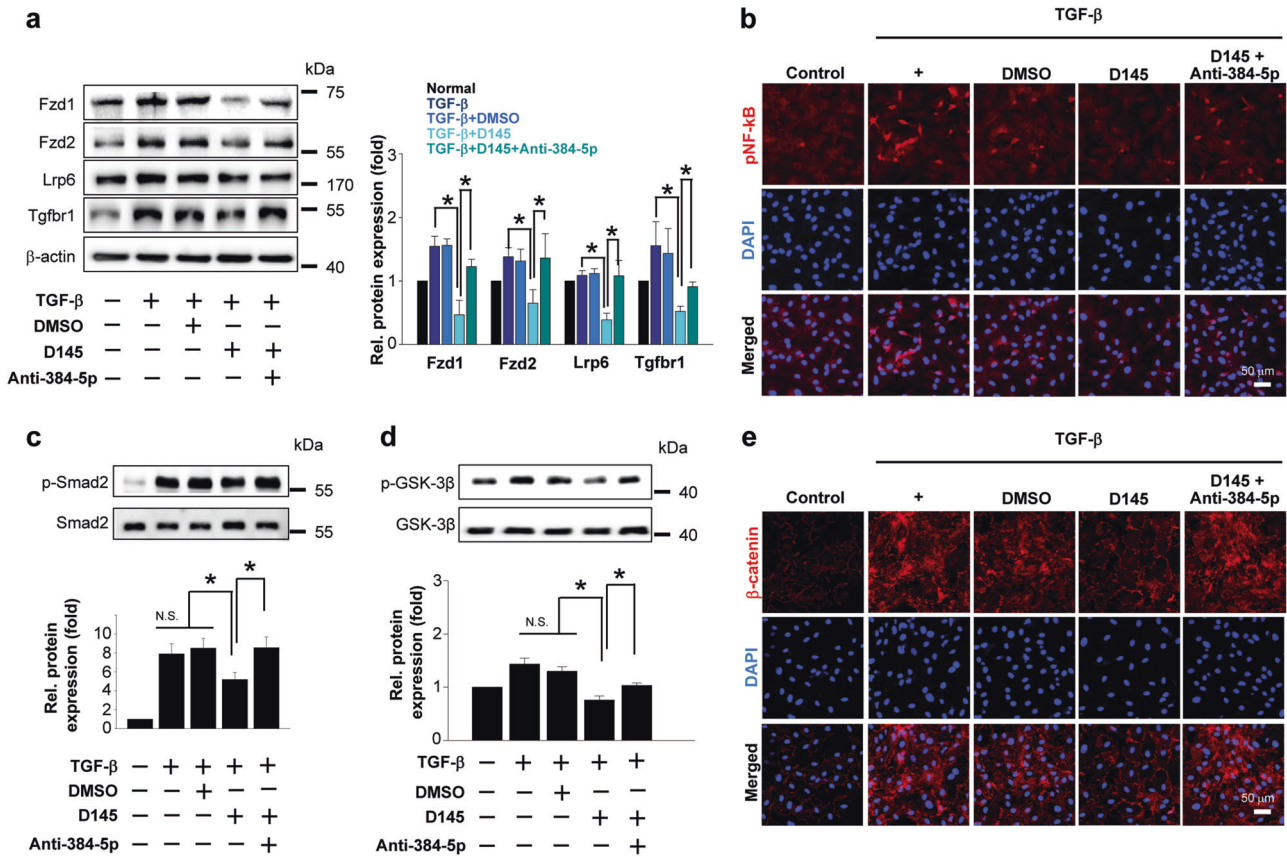 a
kDa
Fzd1
75
Fzd2
55
Lrp6
170
Tgfbr1
55
β-actin
40
TGF-β − + + + +
DMSO − − + − −
D145 − − − + +
Anti-384-5p − − − − +
Normal
TGF-β
TGF-β+DMSO
TGF-β+D145
TGF-β+D145+Anti-384-5p
Rel. protein expression (fold)
3
2
1
0
* * * * * * * *
Fzd1 Fzd2 Lrp6 Tgfbr1
b
TGF-β
Control + DMSO D145 D145 +
Anti-384-5p
pNF-kB
DAPI
Merged
50 μm
c
kDa
p-Smad2
55
Smad2
55
Rel. protein
expression (fold)
10
8
6
4
2
0
N.S. * *
TGF-β − + + + +
DMSO − − + − −
D145 − − − + +
Anti-384-5p − − − − +
d
kDa
p-GSK-3β
40
GSK-3β
40
Rel. protein
expression (fold)
3
2
1
0
N.S. * *
TGF-β − + + + +
DMSO − − + − −
D145 − − − + +
Anti-384-5p − − − − +
e
TGF-β
Control + DMSO D145 D145 +
Anti-384-5p
β-catenin
DAPI
Merged
50 μm